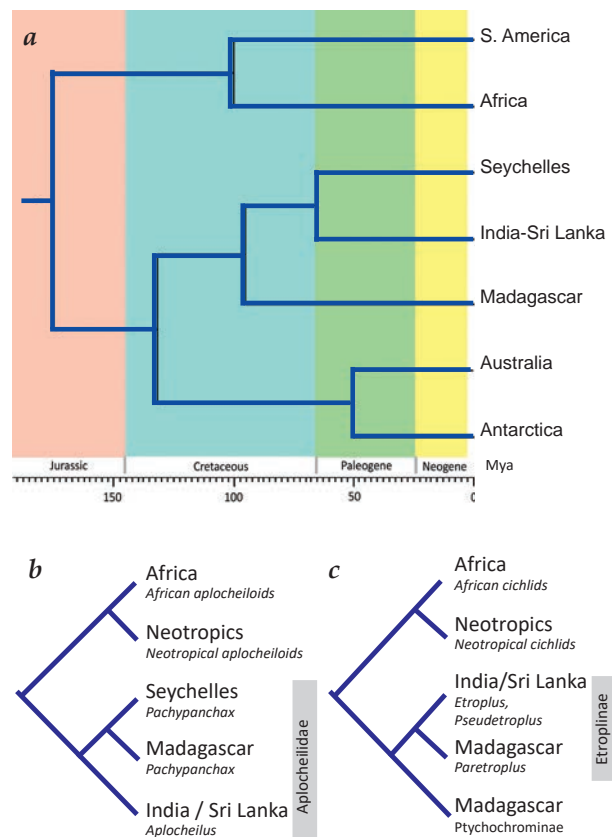 a
S. America
Africa
Seychelles
India-Sri Lanka
Madagascar
Australia
Antarctica
Jurassic Cretaceous Paleogene Neogene Mya
150 100 50 0
b
Africa
African aplocheiloids
Neotropics
Neotropical aplocheiloids
Seychelles
Pachypanchax
Madagascar
Pachypanchax
India / Sri Lanka
Aplocheilus
Aplocheilidae
c
Africa
African cichlids
Neotropics
Neotropical cichlids
India/Sri Lanka
Etroplus,
Pseudetroplus
Madagascar
Paretroplus
Madagascar
Ptychochrominae
Etroplinae